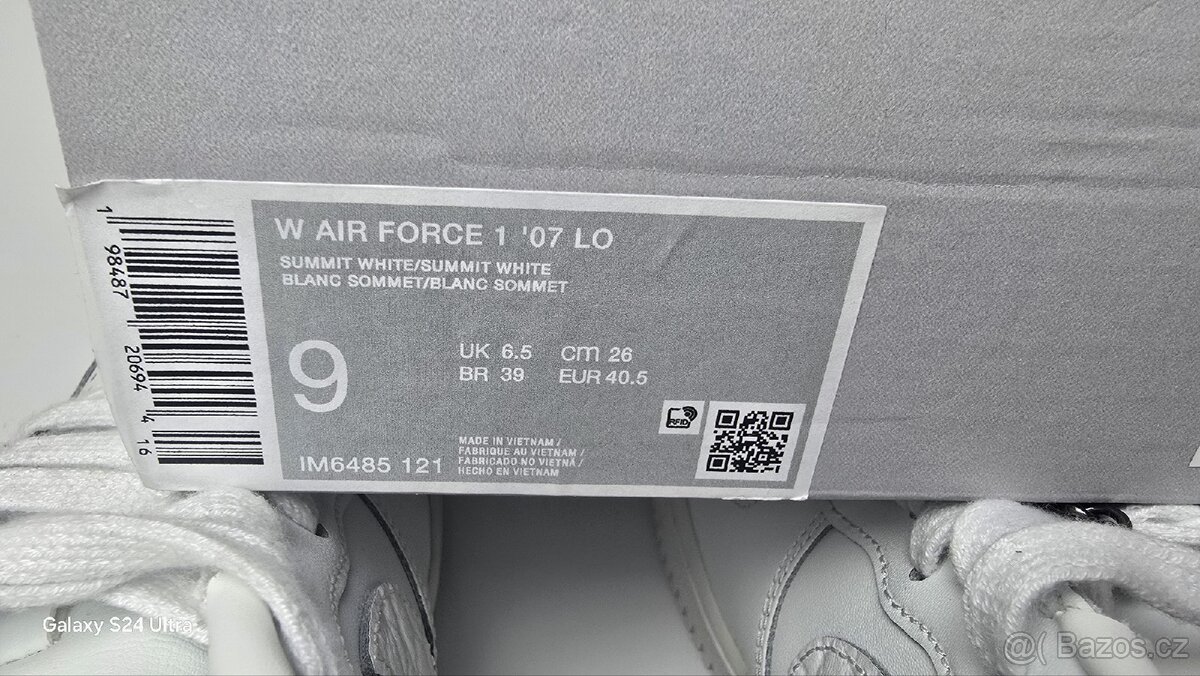 W AIR FORCE 1 '07 LO
SUMMIT WHITE/SUMMIT WHITE
BLANC SOMMET/BLANC SOMMET
9
UK 6.5 cm 26
BR 39 EUR 40.5
RFID
IM6485 121
MADE IN VIETNAM /
FABRIQUE AU VIETNAM /
FABRICADO NO VIETNÃ /
HECHO EN VIETNAM
1 98487 20694 4 16
Galaxy S24 Ultra
@( Bazos.cz